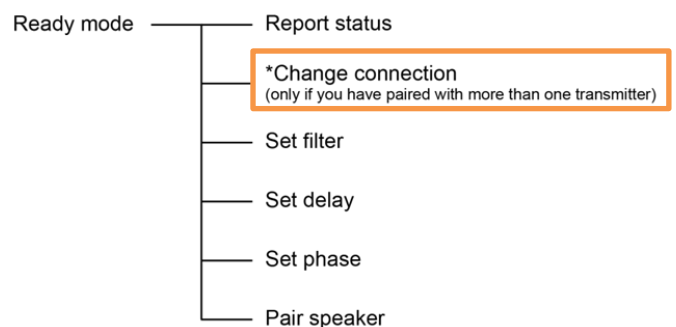 Ready mode
Report status
*Change connection
(only if you have paired with more than one transmitter)
Set filter
Set delay
Set phase
Pair speaker